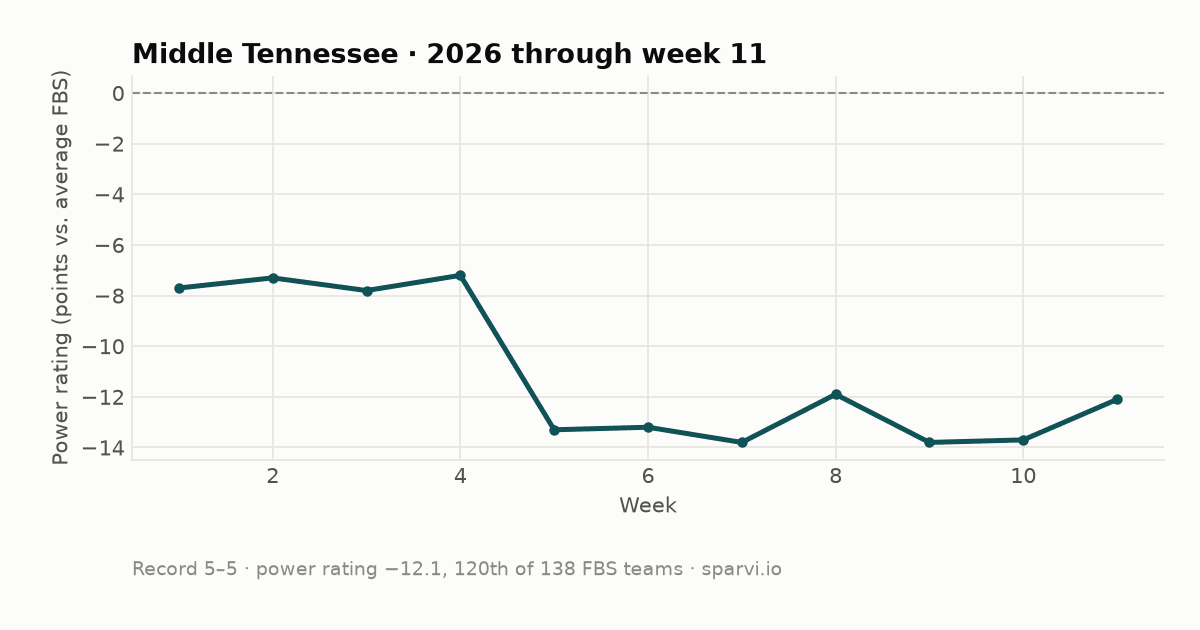 Middle Tennessee · 2026 through week 11
Power rating (points vs. average FBS)
0
−2
−4
−6
−8
−10
−12
−14
2 4 6 8 10
Week
Record 5–5 · power rating −12.1, 120th of 138 FBS teams · sparvi.io